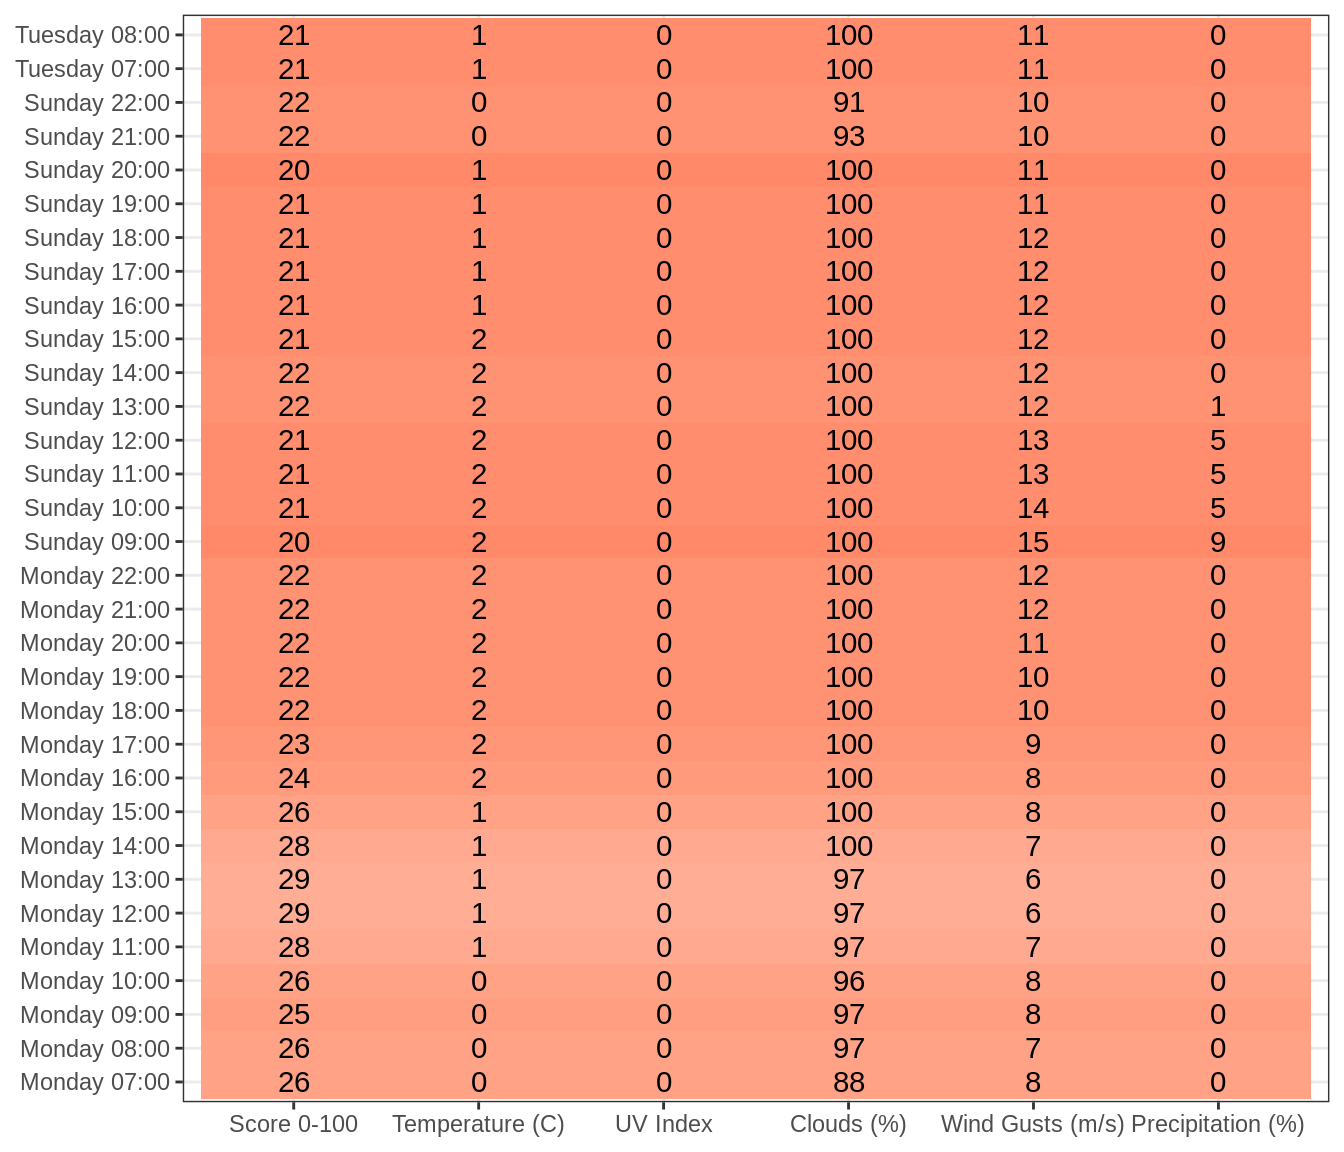 Tuesday 08:00 21 1 0 100 11 0
Tuesday 07:00 21 1 0 100 11 0
Sunday 22:00 22 0 0 91 10 0
Sunday 21:00 22 0 0 93 10 0
Sunday 20:00 20 1 0 100 11 0
Sunday 19:00 21 1 0 100 11 0
Sunday 18:00 21 1 0 100 12 0
Sunday 17:00 21 1 0 100 12 0
Sunday 16:00 21 1 0 100 12 0
Sunday 15:00 21 2 0 100 12 0
Sunday 14:00 22 2 0 100 12 0
Sunday 13:00 22 2 0 100 12 1
Sunday 12:00 21 2 0 100 13 5
Sunday 11:00 21 2 0 100 13 5
Sunday 10:00 21 2 0 100 14 5
Sunday 09:00 20 2 0 100 15 9
Monday 22:00 22 2 0 100 12 0
Monday 21:00 22 2 0 100 12 0
Monday 20:00 22 2 0 100 11 0
Monday 19:00 22 2 0 100 10 0
Monday 18:00 22 2 0 100 10 0
Monday 17:00 23 2 0 100 9 0
Monday 16:00 24 2 0 100 8 0
Monday 15:00 26 1 0 100 8 0
Monday 14:00 28 1 0 100 7 0
Monday 13:00 29 1 0 97 6 0
Monday 12:00 29 1 0 97 6 0
Monday 11:00 28 1 0 97 7 0
Monday 10:00 26 0 0 96 8 0
Monday 09:00 25 0 0 97 8 0
Monday 08:00 26 0 0 97 7 0
Monday 07:00 26 0 0 88 8 0
Score 0-100 Temperature (C) UV Index Clouds (%) Wind Gusts (m/s) Precipitation (%)